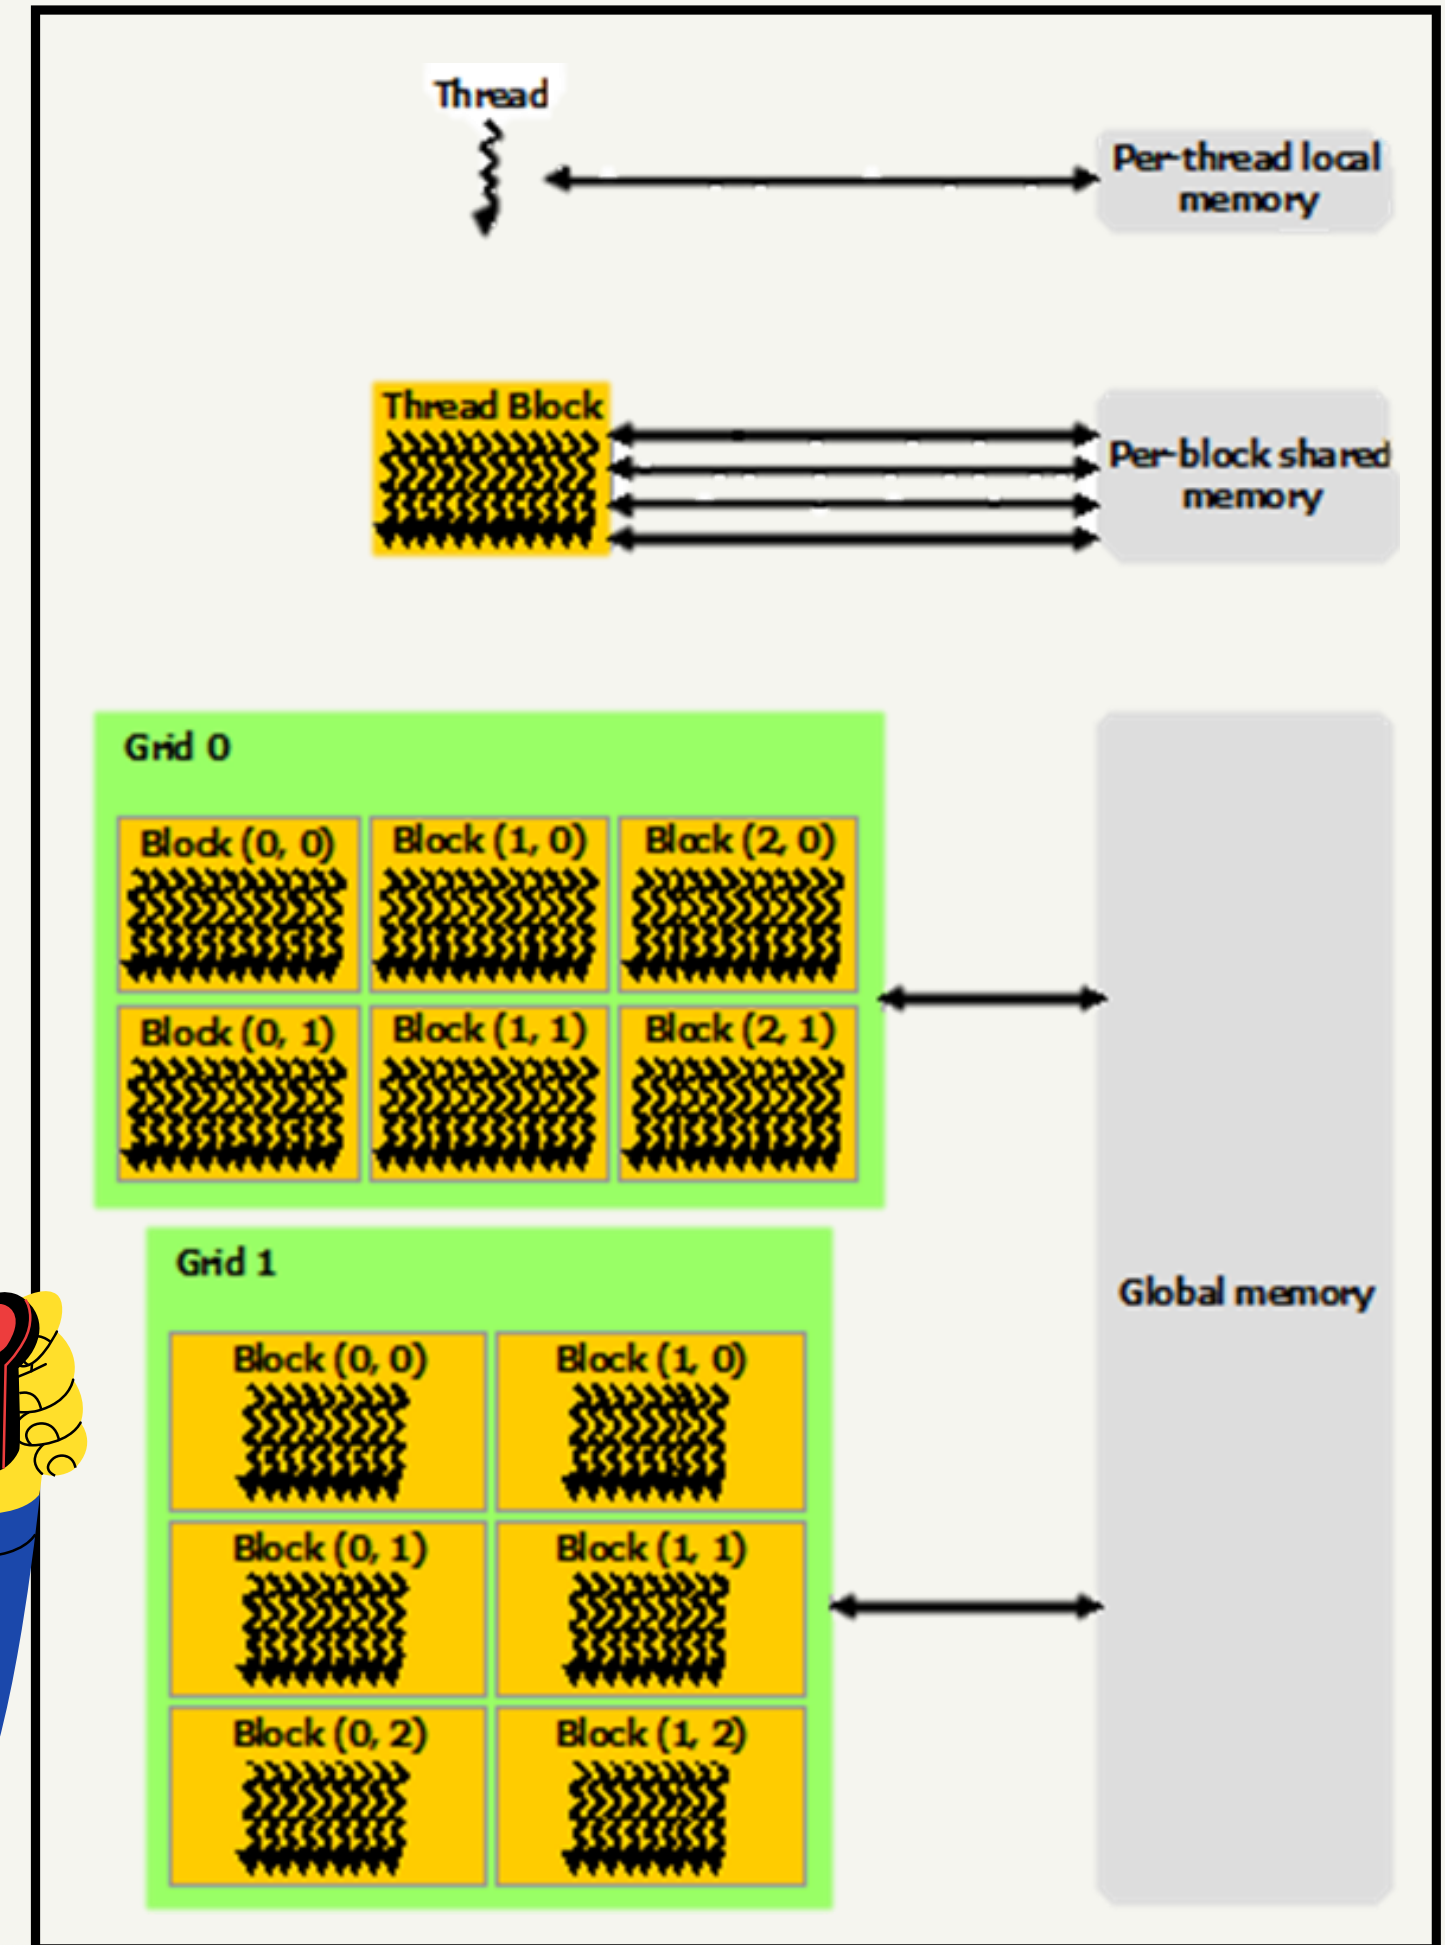 Thread
Per-thread local
memory
Thread Block
Per-block shared
memory
Grid 0
Block (0, 0)
Block (1, 0)
Block (2, 0)
Block (0, 1)
Block (1, 1)
Block (2, 1)
Global memory
Grid 1
Block (0, 0)
Block (1, 0)
Block (0, 1)
Block (1, 1)
Block (0, 2)
Block (1, 2)